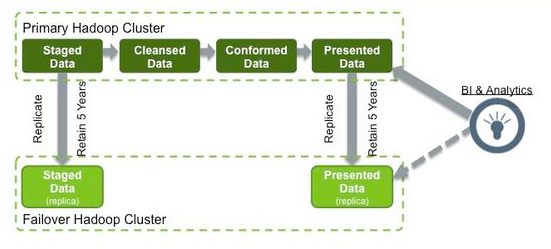 Primary Hadoop Cluster
Staged
Data
Cleansed
Data
Conformed
Data
Presented
Data
BI & Analytics
Replicate
Retain 5 Years
Replicate
Retain 5 Years
Staged
Data
(replica)
Presented
Data
(replica)
Failover Hadoop Cluster